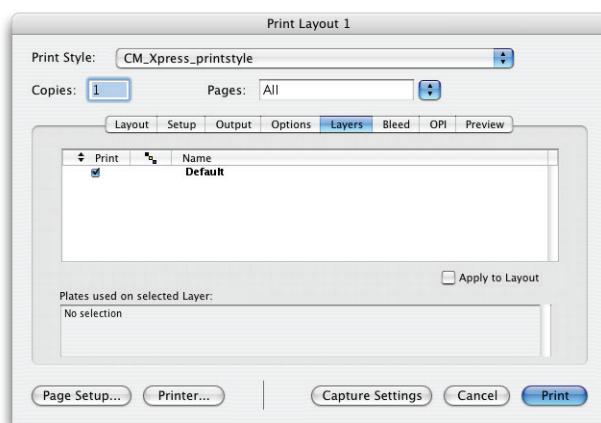 Print Layout 1
Print Style: CM_Xpress_printstyle
Copies: 1 Pages: All
Layout Setup Output Options Layers Bleed OPI Preview
Print Name
Default
Apply to Layout
Plates used on selected Layer:
No selection
Page Setup... Printer... Capture Settings Cancel Print